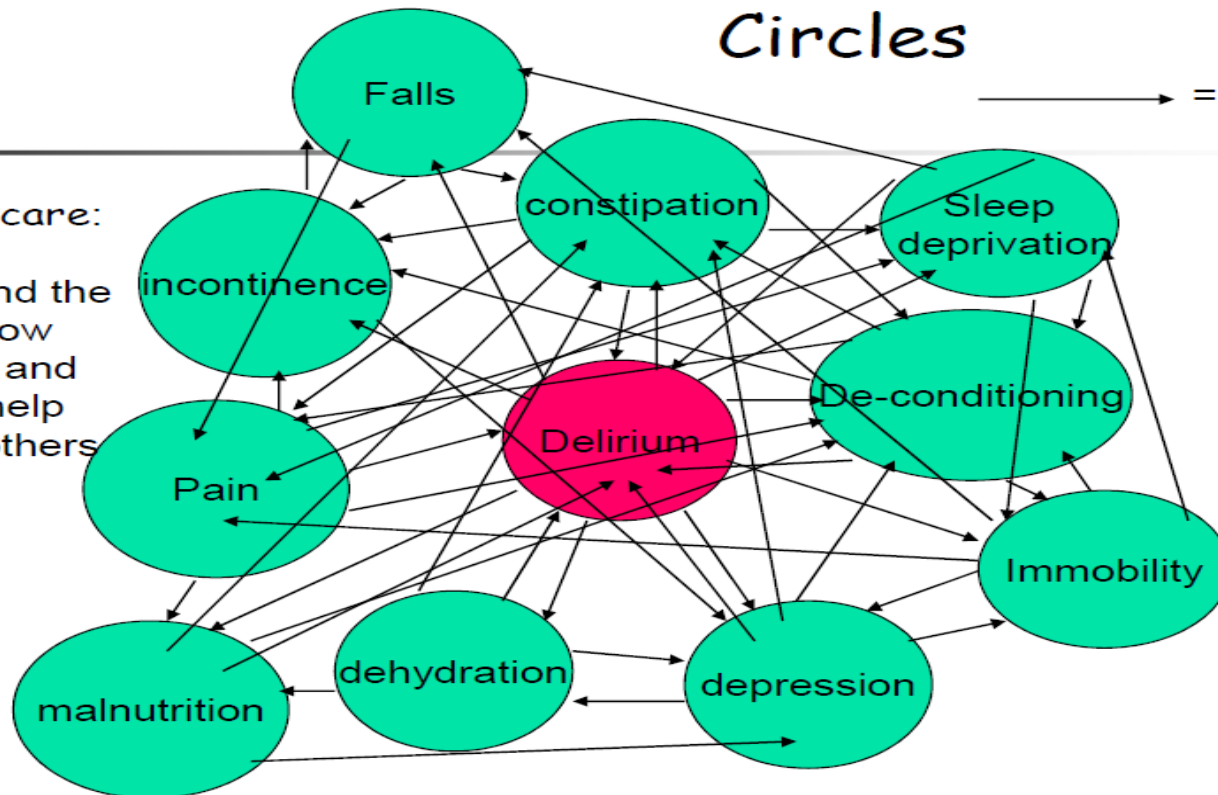 Circles
=
Falls
constipation
Sleep
deprivation
care:
incontinence
nd the
ow
and
help
thers
De-conditioning
Delirium
Pain
Immobility
dehydration
depression
malnutrition